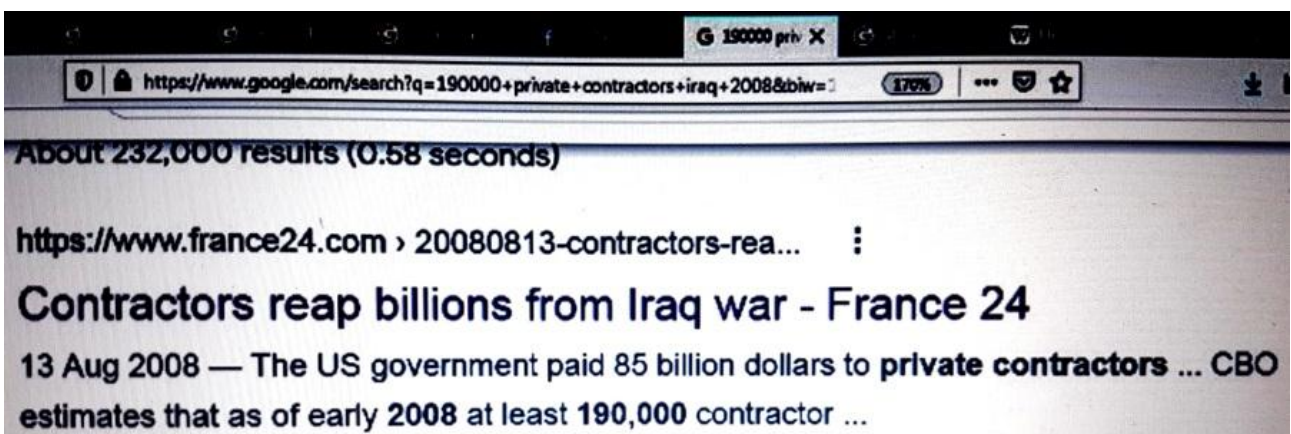 G 190000 priv X
https://www.google.com/search?q=190000+private+contractors+iraq+2008&biw=
170%
About 232,000 results (0.58 seconds)
https://www.france24.com › 20080813-contractors-rea...
Contractors reap billions from Iraq war - France 24
13 Aug 2008 — The US government paid 85 billion dollars to private contractors ... CBO
estimates that as of early 2008 at least 190,000 contractor ...